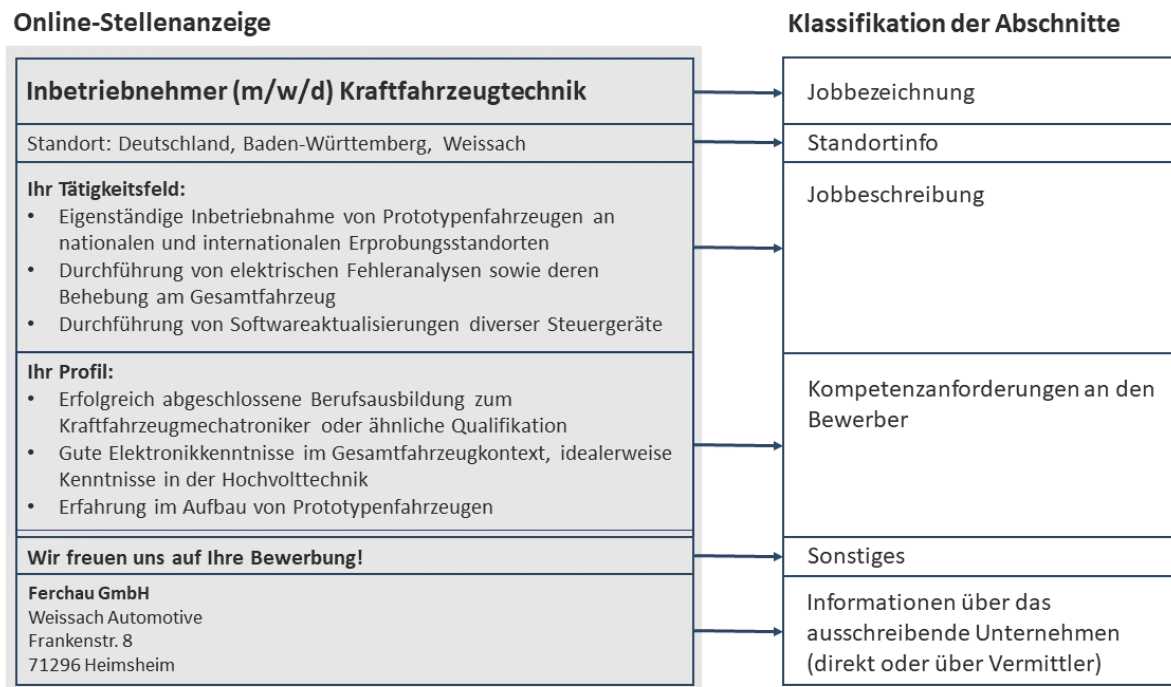 Online-Stellenanzeige
Klassifikation der Abschnitte
Inbetriebnehmer (m/w/d) Kraftfahrzeugtechnik
Jobbezeichnung
Standort: Deutschland, Baden-Württemberg, Weissach
Standortinfo
Ihr Tätigkeitsfeld:
• Eigenständige Inbetriebnahme von Prototypenfahrzeugen an
nationalen und internationalen Erprobungsstandorten
• Durchführung von elektrischen Fehleranalysen sowie deren
Behebung am Gesamtfahrzeug
• Durchführung von Softwareaktualisierungen diverser Steuergeräte
Jobbeschreibung
Ihr Profil:
• Erfolgreich abgeschlossene Berufsausbildung zum
Kraftfahrzeugmechatroniker oder ähnliche Qualifikation
• Gute Elektronikkenntnisse im Gesamtfahrzeugkontext, idealerweise
Kenntnisse in der Hochvolttechnik
• Erfahrung im Aufbau von Prototypenfahrzeugen
Kompetenzanforderungen an den
Bewerber
Wir freuen uns auf Ihre Bewerbung!
Sonstiges
Ferchau GmbH
Weissach Automotive
Frankenstr. 8
71296 Heimsheim
Informationen über das
ausschreibende Unternehmen
(direkt oder über Vermittler)